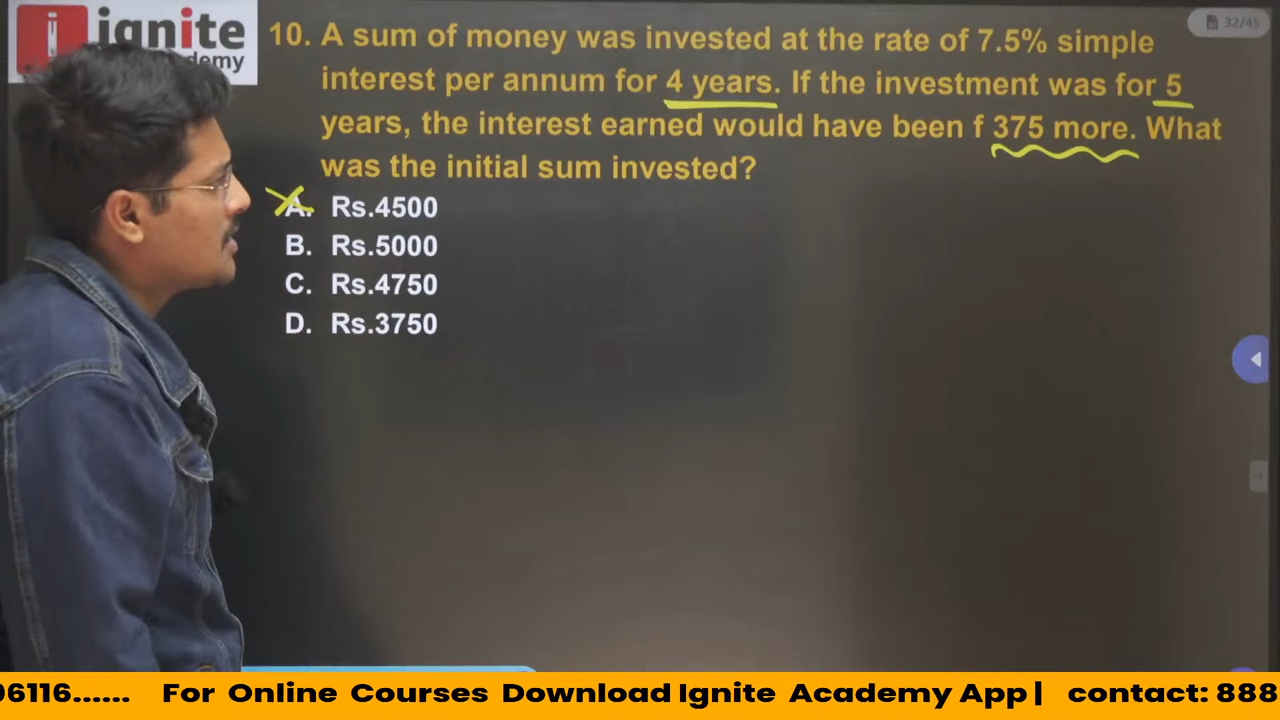 ignite
demy
32/45
10. A sum of money was invested at the rate of 7.5% simple
interest per annum for 4 years. If the investment was for 5
years, the interest earned would have been f 375 more. What
was the initial sum invested?
A. Rs.4500
B. Rs.5000
C. Rs.4750
D. Rs.3750
06116...... For Online Courses Download Ignite Academy App | contact: 888